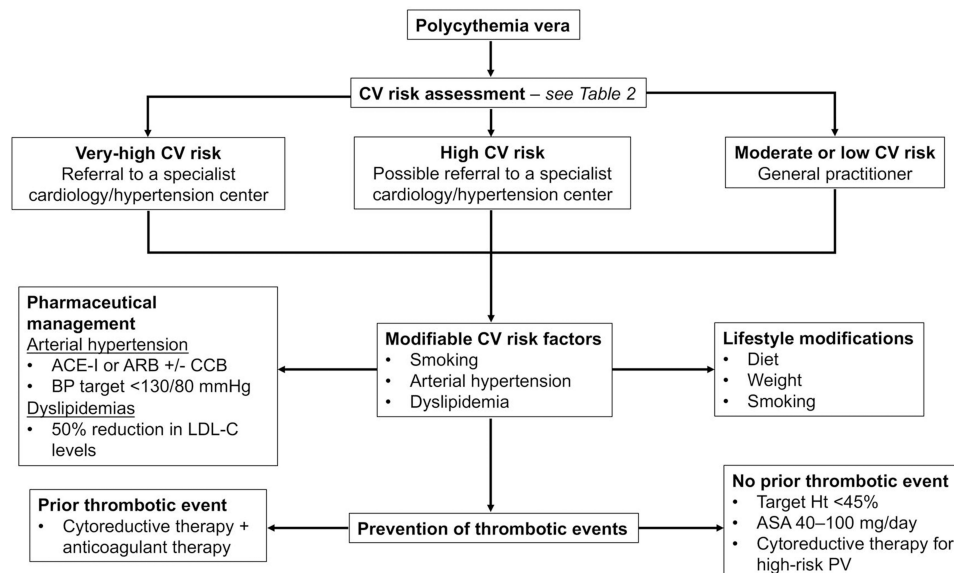 Polycythemia vera
CV risk assessment – see Table 2
Very-high CV risk
Referral to a specialist
cardiology/hypertension center
High CV risk
Possible referral to a specialist
cardiology/hypertension center
Moderate or low CV risk
General practitioner
Pharmaceutical
management
Arterial hypertension
• ACE-I or ARB +/- CCB
• BP target <130/80 mmHg
Dyslipidemias
• 50% reduction in LDL-C
levels
Modifiable CV risk factors
• Smoking
• Arterial hypertension
• Dyslipidemia
Lifestyle modifications
• Diet
• Weight
• Smoking
Prior thrombotic event
• Cytoreductive therapy +
anticoagulant therapy
Prevention of thrombotic events
No prior thrombotic event
• Target Ht <45%
• ASA 40–100 mg/day
• Cytoreductive therapy for
high-risk PV